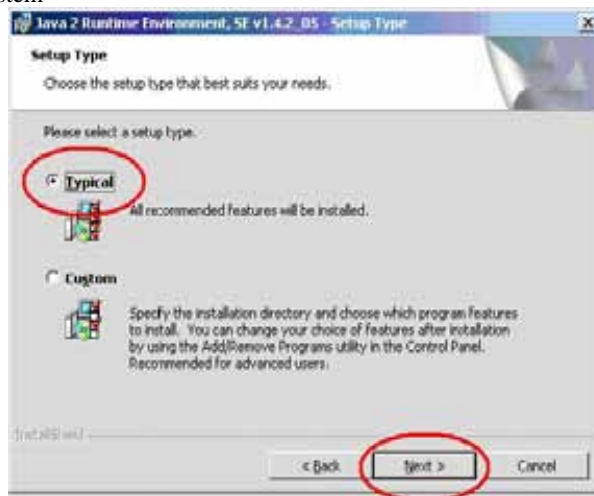 Java 2 Runtime Environment, SE v1.4.2_05 - Setup Type
Setup Type
Choose the setup type that best suits your needs.
Please select a setup type.
Typical
All recommended features will be installed.
Custom
Specify the installation directory and choose which program features
to install. You can change your choice of features after installation
by using the Add/Remove Programs utility in the Control Panel.
Recommended for advanced users.
InstallShield
< Back Next > Cancel